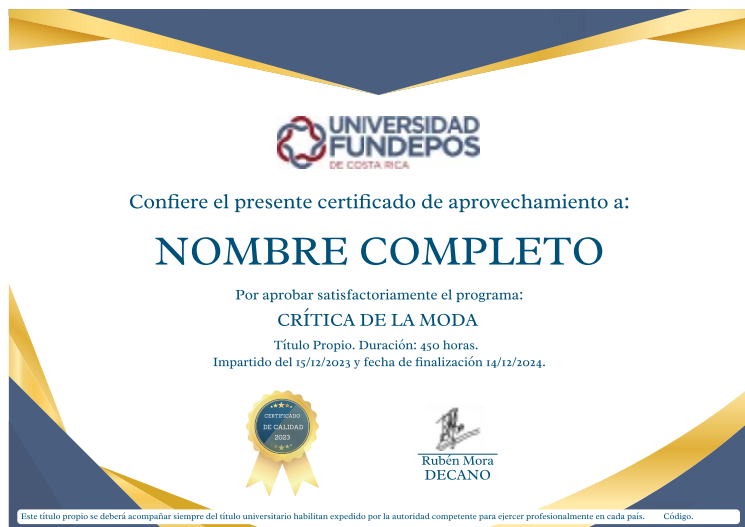 UNIVERSIDAD
FUNDEPOS
DE COSTA RICA
Confiere el presente certificado de aprovechamiento a:
NOMBRE COMPLETO
Por aprobar satisfactoriamente el programa:
CRÍTICA DE LA MODA
Título Propio. Duración: 450 horas.
Impartido del 15/12/2023 y fecha de finalización 14/12/2024.
CERTIFICADO
DE CALIDAD
2023
Rubén Mora
DECANO
Este título propio se deberá acompañar siempre del título universitario habilitan expedido por la autoridad competente para ejercer profesionalmente en cada país. Código.